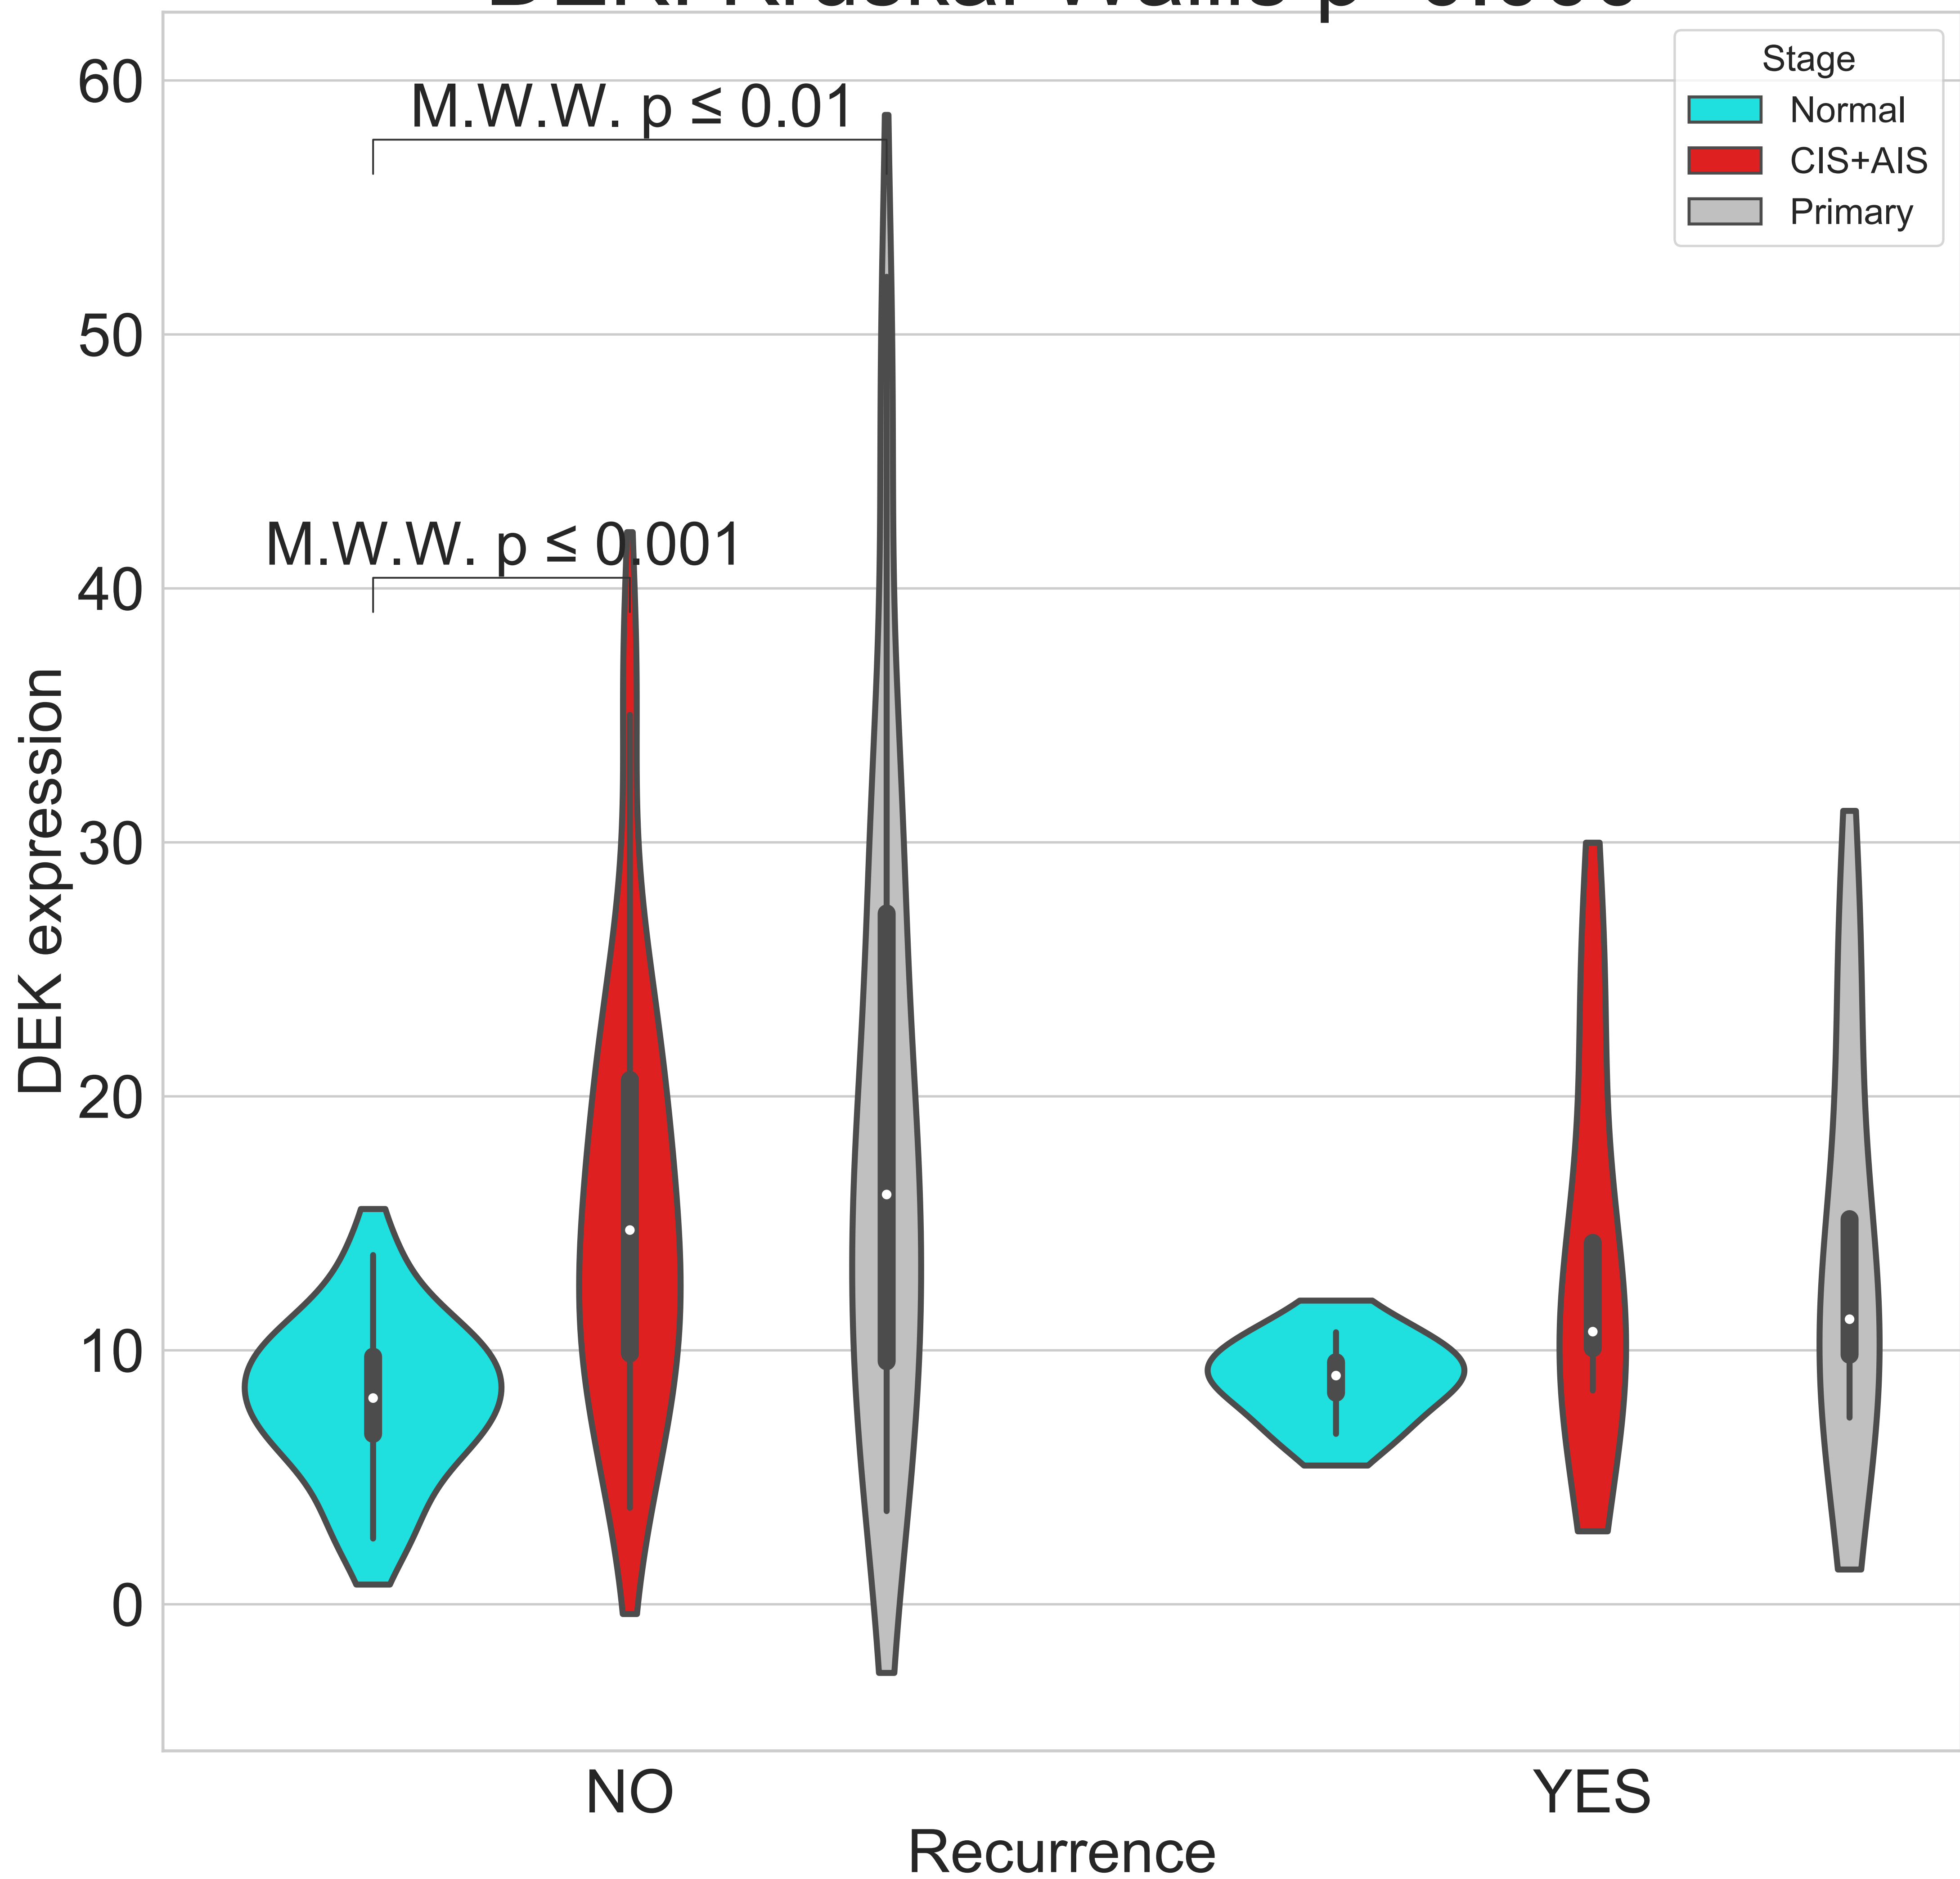 60
50
40
30
20
10
0
DEK expression
M.W.W. p ≤ 0.01
M.W.W. p ≤ 0.001
Stage
Normal
CIS+AIS
Primary
NO
YES
Recurrence